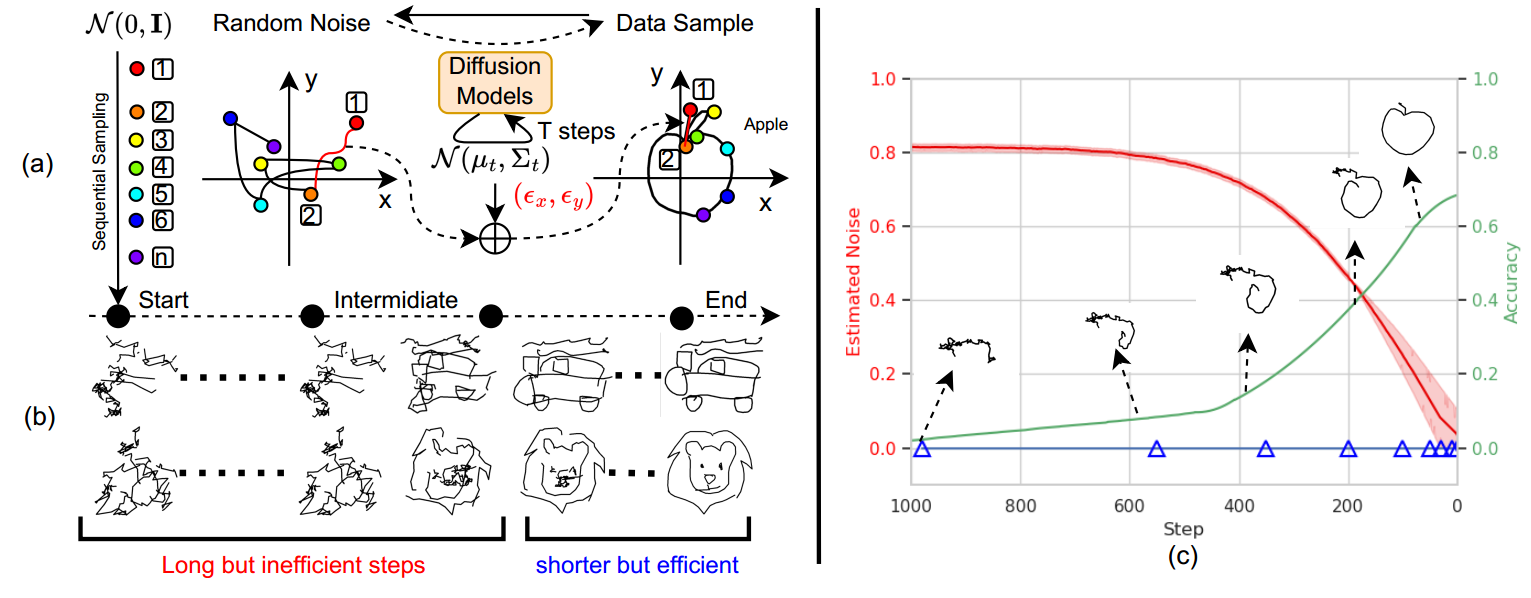 (a)
𝒩(0, I)
Sequential Sampling
1
2
3
4
5
6
n
Random Noise
Data Sample
y
x
1
2
Diffusion
Models
T steps
𝒩(μt, Σt)
(ϵx, ϵy)
y
x
1
2
Apple
Start
Intermidiate
End
(b)
Long but inefficient steps
shorter but efficient
1.0
0.8
0.6
0.4
0.2
0.0
Estimated Noise
1.0
0.8
0.6
0.4
0.2
0.0
Accuracy
1000
800
600
400
200
0
Step
(c)